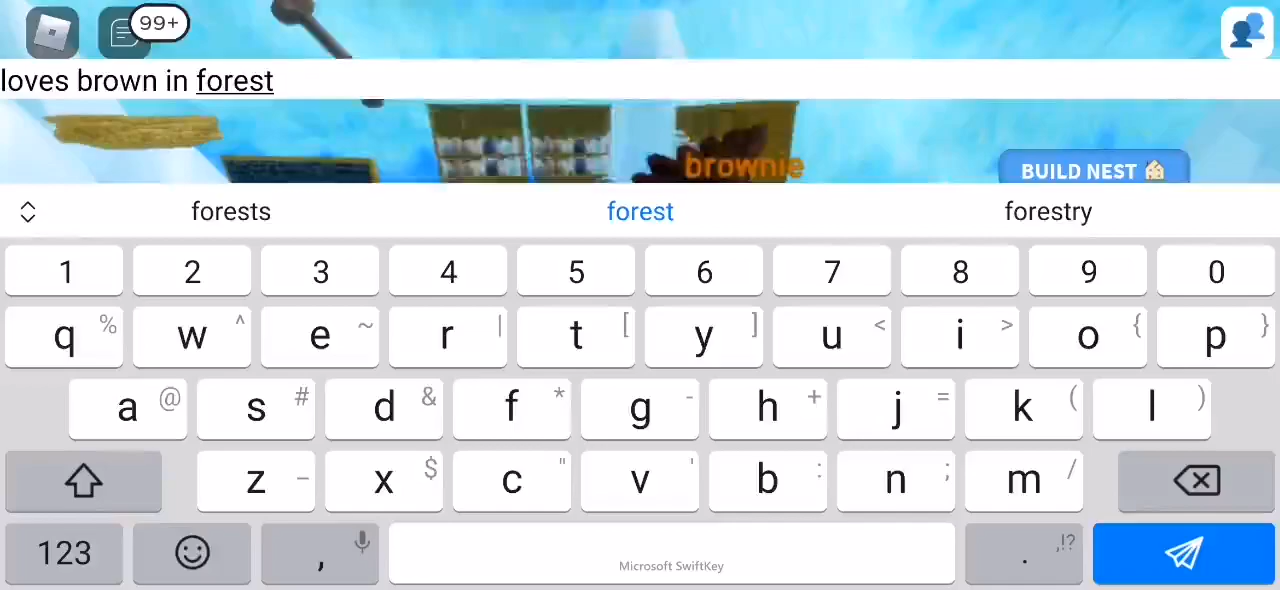 99+
loves brown in forest
brownie
BUILD NEST
forests forest forestry
1 2 3 4 5 6 7 8 9 0
q % w ^ e ~ r | t [ y ] u < i > o { p }
a @ s # d & f * g - h + j = k ( l )
z _ x $ c " v ' b : n ; m /
123 , Microsoft SwiftKey . ,!?